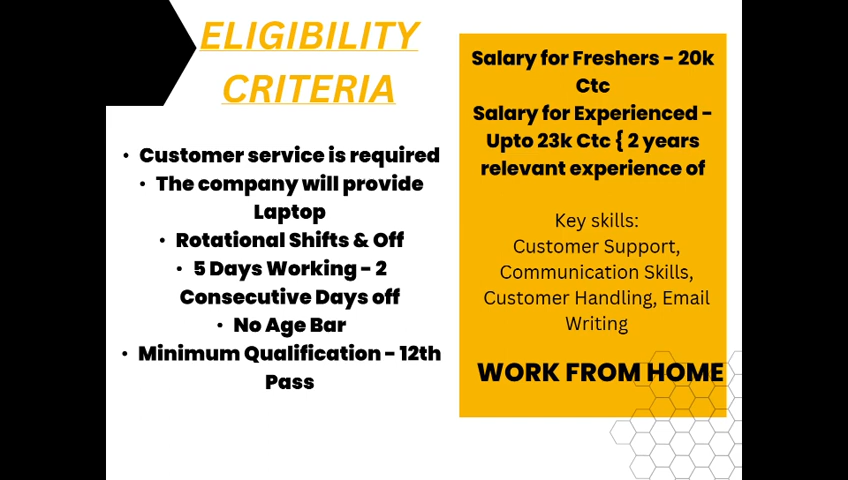 ELIGIBILITY
CRITERIA
• Customer service is required
• The company will provide
Laptop
• Rotational Shifts & Off
• 5 Days Working - 2
Consecutive Days off
• No Age Bar
• Minimum Qualification - 12th
Pass
Salary for Freshers - 20k
Ctc
Salary for Experienced -
Upto 23k Ctc { 2 years
relevant experience of
Key skills:
Customer Support,
Communication Skills,
Customer Handling, Email
Writing
WORK FROM HOME